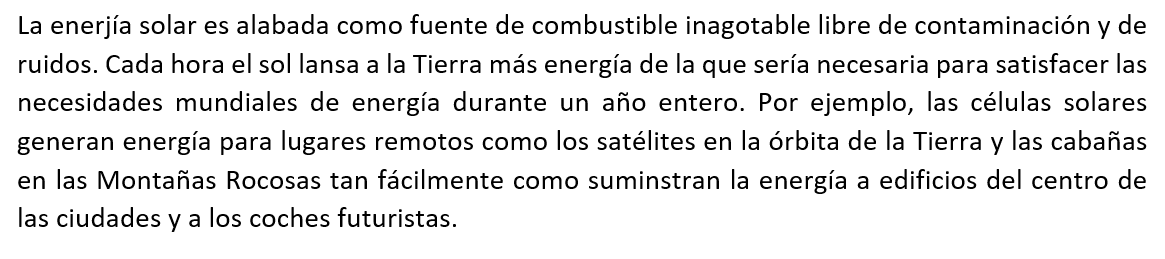 La enerjía solar es alabada como fuente de combustible inagotable libre de contaminación y de
ruidos. Cada hora el sol lansa a la Tierra más energía de la que sería necesaria para satisfacer las
necesidades mundiales de energía durante un año entero. Por ejemplo, las células solares
generan energía para lugares remotos como los satélites en la órbita de la Tierra y las cabañas
en las Montañas Rocosas tan fácilmente como suminstran la energía a edificios del centro de
las ciudades y a los coches futuristas.